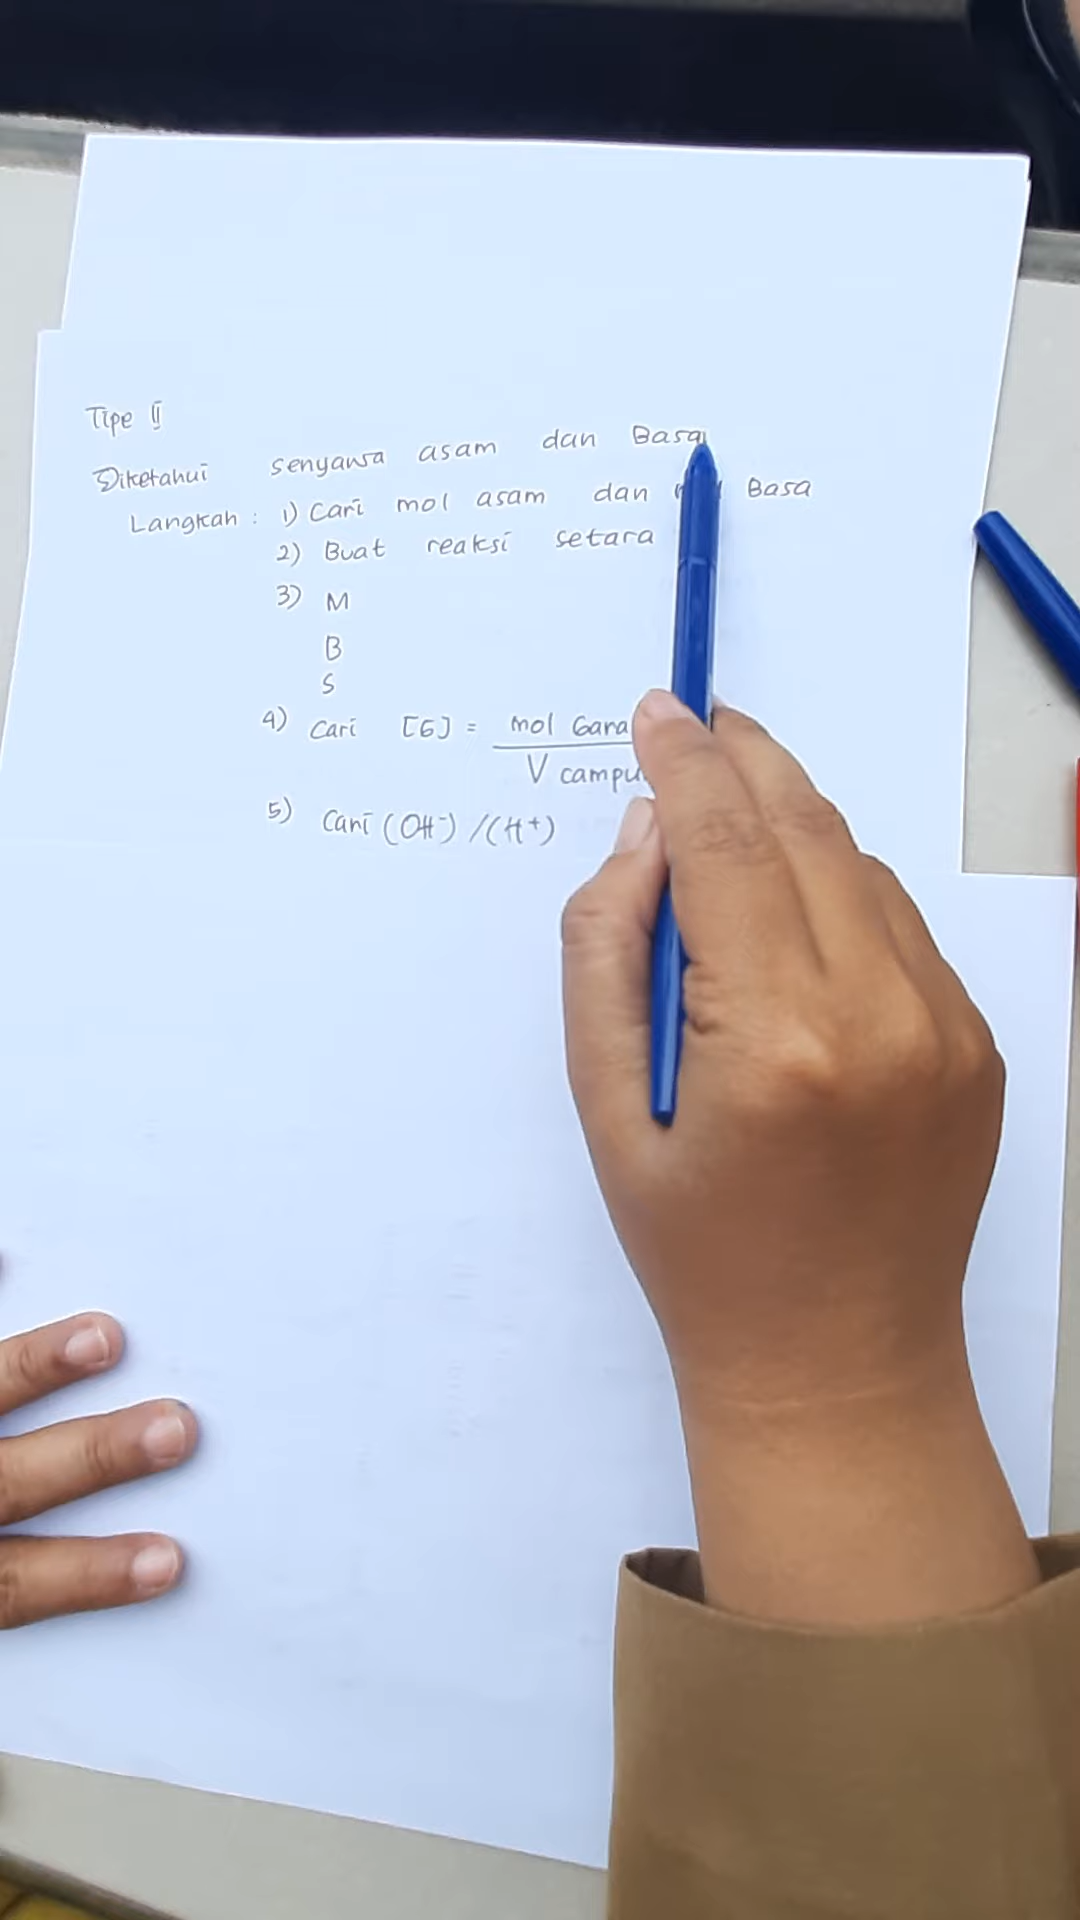 Tipe II
Diketahui senyawa asam dan Basa
Langkah : 1) Cari mol asam dan Basa
2) Buat reaksi setara
3) M
B
S
4) Cari [G] = mol Gara
V campu
5) Cari (OH⁻) / (H⁺)